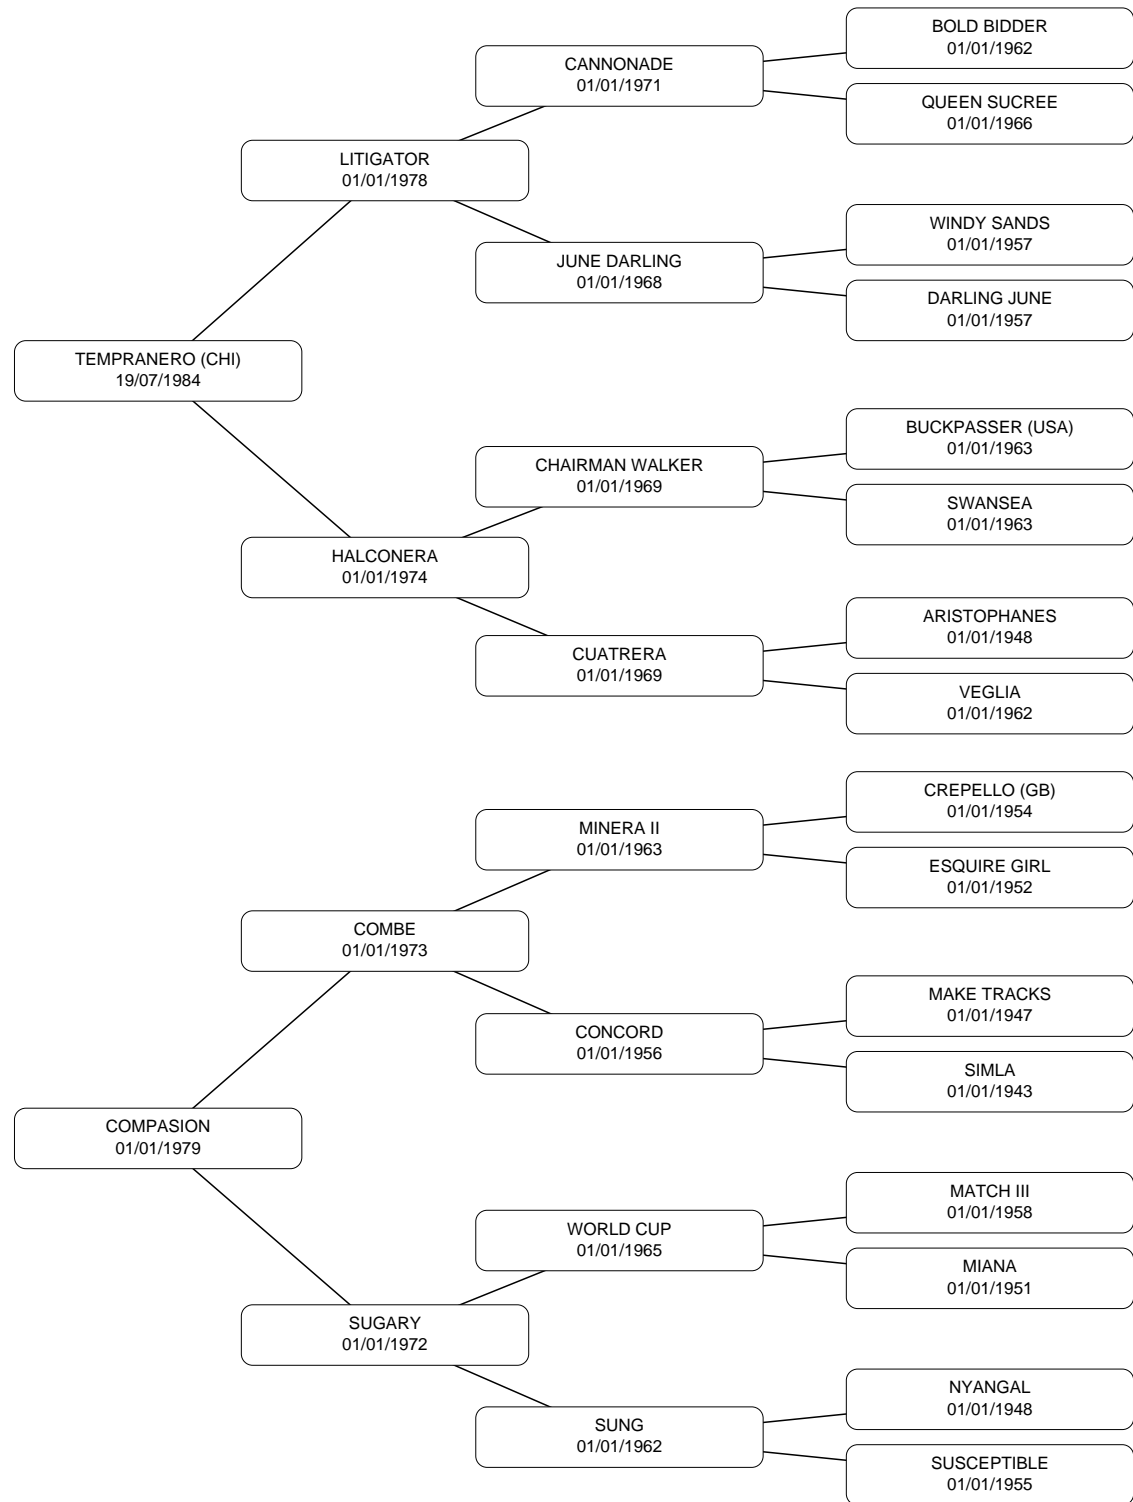 BOLD BIDDER
01/01/1962
CANNONADE
01/01/1971
QUEEN SUCREE
01/01/1966
LITIGATOR
01/01/1978
WINDY SANDS
01/01/1957
JUNE DARLING
01/01/1968
DARLING JUNE
01/01/1957
TEMPRANERO (CHI)
19/07/1984
BUCKPASSER (USA)
01/01/1963
CHAIRMAN WALKER
01/01/1969
SWANSEA
01/01/1963
HALCONERA
01/01/1974
ARISTOPHANES
01/01/1948
CUATRERA
01/01/1969
VEGLIA
01/01/1962
CREPELLO (GB)
01/01/1954
MINERA II
01/01/1963
ESQUIRE GIRL
01/01/1952
COMBE
01/01/1973
MAKE TRACKS
01/01/1947
CONCORD
01/01/1956
SIMLA
01/01/1943
COMPASION
01/01/1979
MATCH III
01/01/1958
WORLD CUP
01/01/1965
MIANA
01/01/1951
SUGARY
01/01/1972
NYANGAL
01/01/1948
SUNG
01/01/1962
SUSCEPTIBLE
01/01/1955